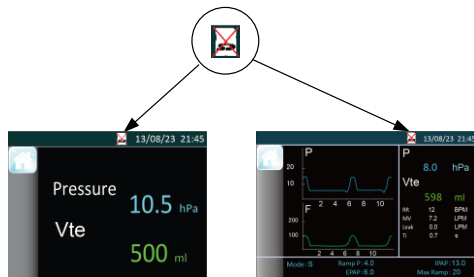 13/08/23 21:45
Pressure
10.5 hPa
Vte
500 ml
13/08/23 21:45
P
20
10
2 4 6 8 10
F
200
100
2 4 6 8 10
P
8.0 hPa
Vte
598 ml
RR 12 BPM
MV 7.2 LPM
Leak 0.0 LPM
Ti 0.7 s
Mode: S Ramp P:4.0 IPAP:13.0
EPAP:6.0 Max Ramp:20